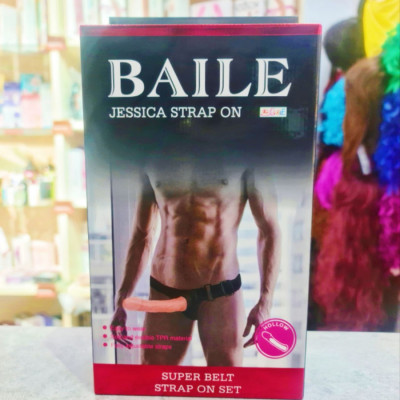 BAILE
JESSICA STRAP ON
HOLLOW
SUPER BELT
STRAP ON SET